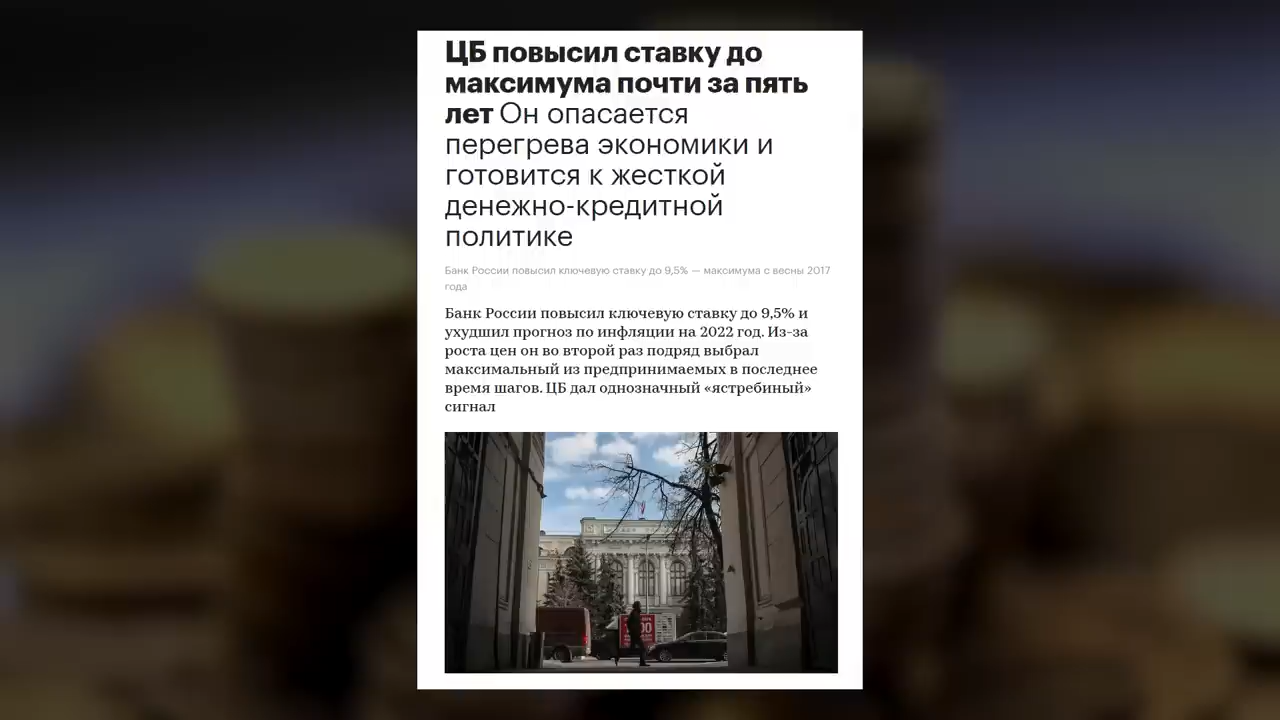 ЦБ повысил ставку до
максимума почти за пять
лет Он опасается
перегрева экономики и
готовится к жесткой
денежно-кредитной
политике
Банк России повысил ключевую ставку до 9,5% — максимума с весны 2017
года
Банк России повысил ключевую ставку до 9,5% и
ухудшил прогноз по инфляции на 2022 год. Из-за
роста цен он во второй раз подряд выбрал
максимальный из предпринимаемых в последнее
время шагов. ЦБ дал однозначный «ястребиный»
сигнал